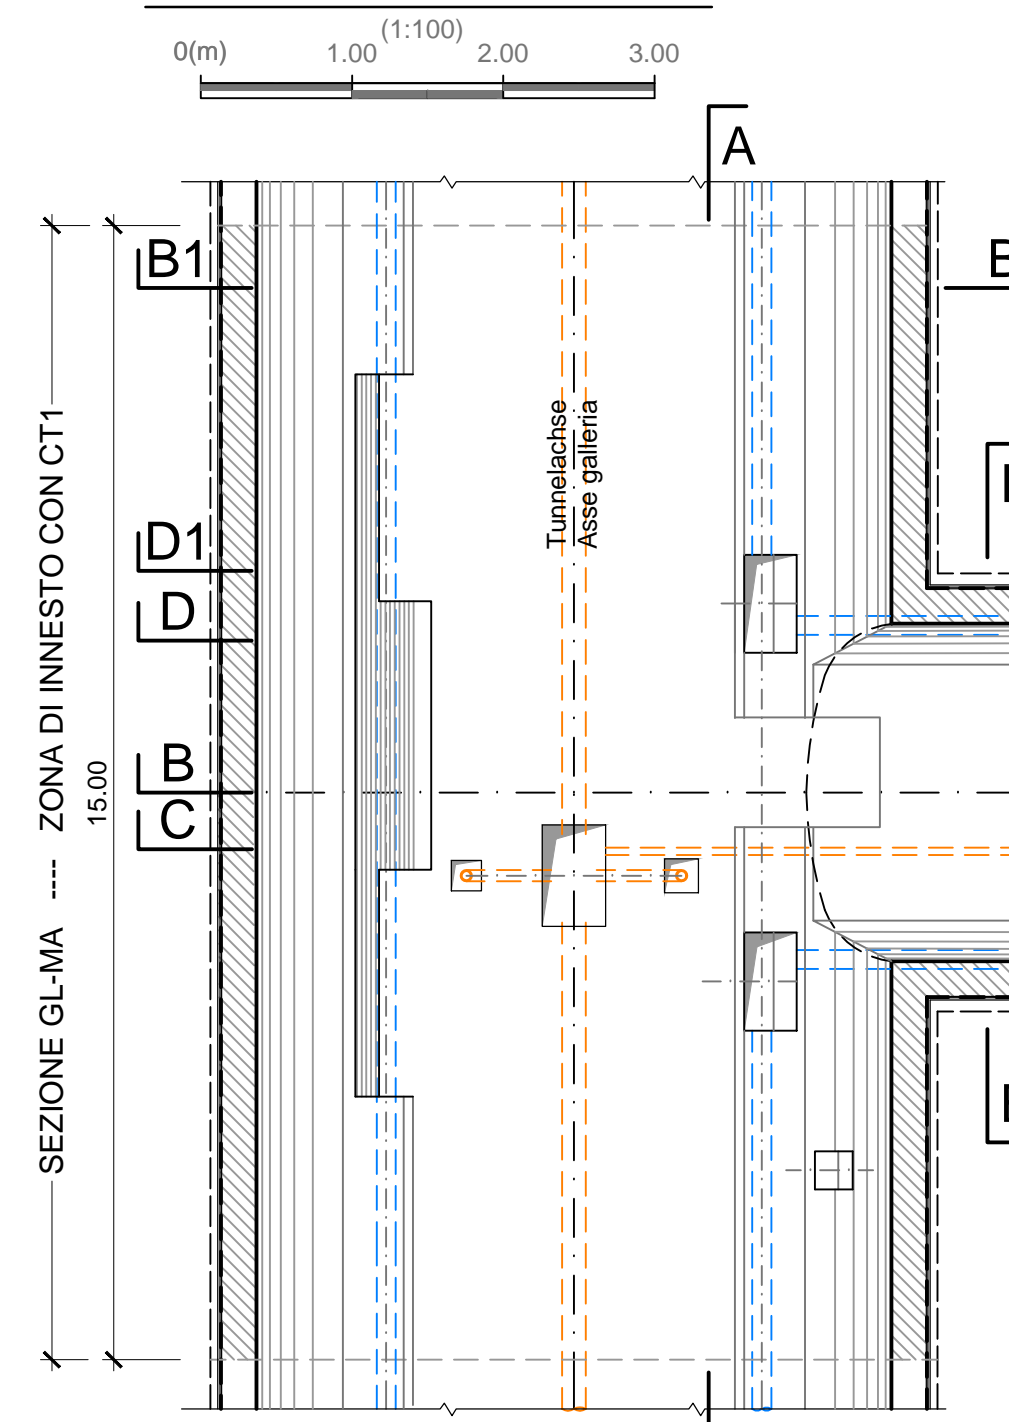 (1:100)
0(m) 1.00 2.00 3.00
A
B1
D1
D
B
C
SEZIONE GL-MA ---- ZONA DI INNESTO CON CT1
15.00
Tunnelachse
Asse galleria